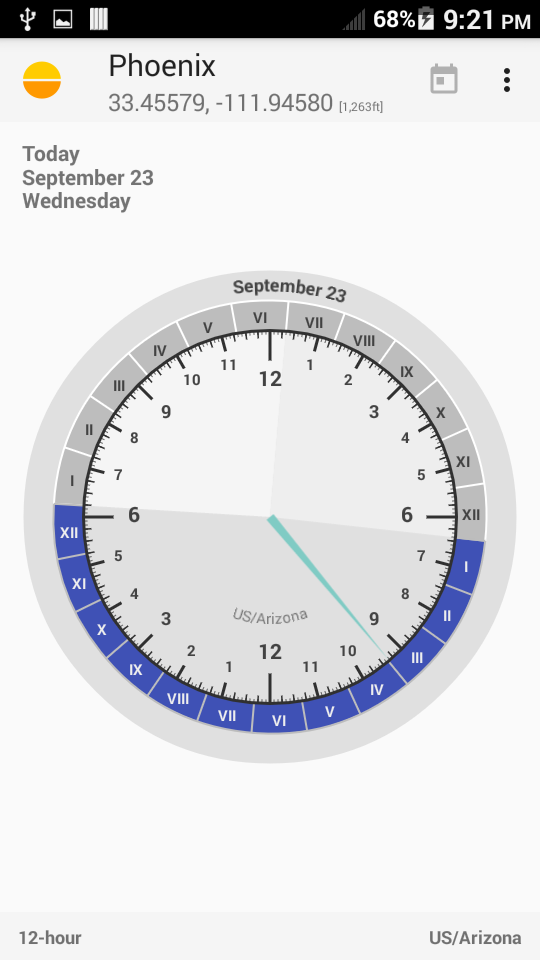 68% 9:21 PM
Phoenix
33.45579, -111.94580 [1,263ft]
Today
September 23
Wednesday
September 23
I II III IV V VI VII VIII IX X XI XII
I II III IV V VI VII VIII IX X XI XII
12 1 2 3 4 5 6 7 8 9 10 11
12 1 2 3 4 5 6 7 8 9 10 11
US/Arizona
12-hour
US/Arizona